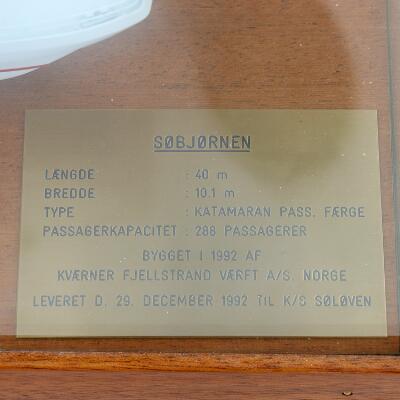 SØBJØRNEN
LÆNGDE : 40 m
BREDDE : 10.1 m
TYPE : KATAMARAN PASS. FÆRGE
PASSAGERKAPACITET : 288 PASSAGERER
BYGGET I 1992 AF
KVÆRNER FJELLSTRAND VÆRFT A/S. NORGE
LEVERET D. 29. DECEMBER 1992 TIL K/S SØLØVEN